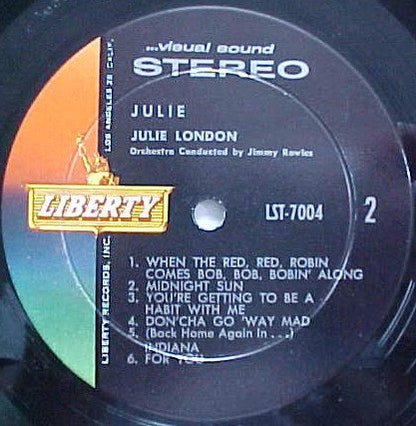 ...visual sound
STEREO
JULIE
JULIE LONDON
Orchestra Conducted by Jimmy Rowles
LIBERTY
LST-7004
2
1. WHEN THE RED, RED, ROBIN
COMES BOB, BOB, BOBIN' ALONG
2. MIDNIGHT SUN
3. YOU'RE GETTING TO BE A
HABIT WITH ME
4. DON'CHA GO 'WAY MAD
5. (Back Home Again In...)
INDIANA
6. FOR YOU
LIBERTY RECORDS, INC.
LOS ANGELES 28 CALIF.